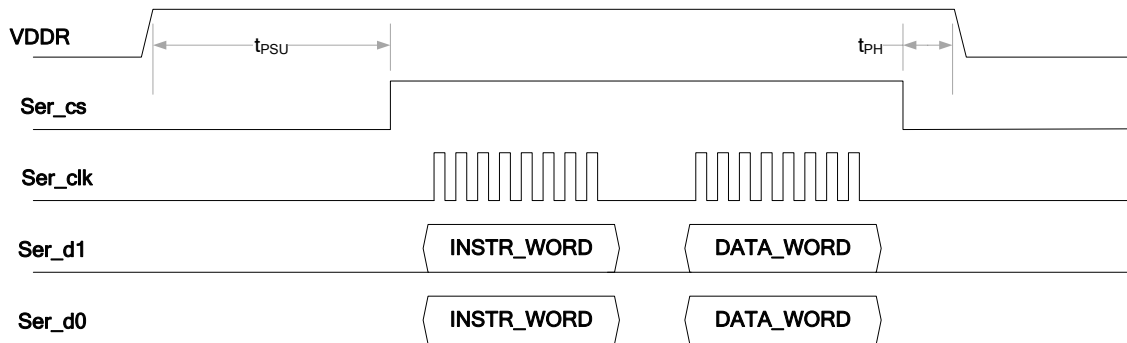 VDDR
tPSU
tPH
Ser_cs
Ser_clk
Ser_d1
INSTR_WORD
DATA_WORD
Ser_d0
INSTR_WORD
DATA_WORD